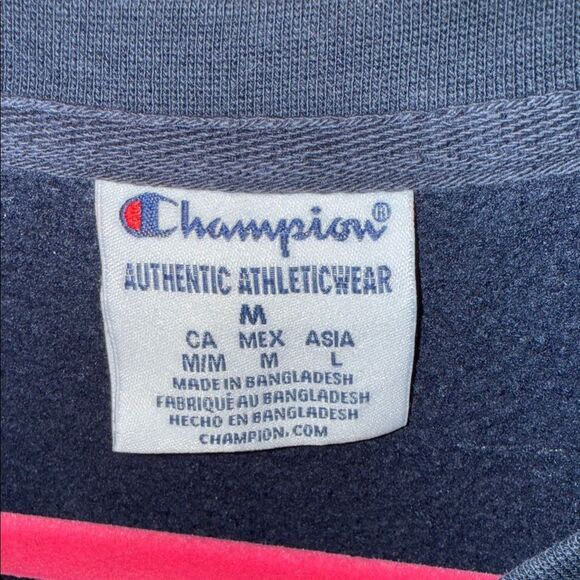 Champion®
AUTHENTIC ATHLETICWEAR
M
CA MEX ASIA
M/M M L
MADE IN BANGLADESH
FABRIQUÉ AU BANGLADESH
HECHO EN BANGLADESH
CHAMPION.COM